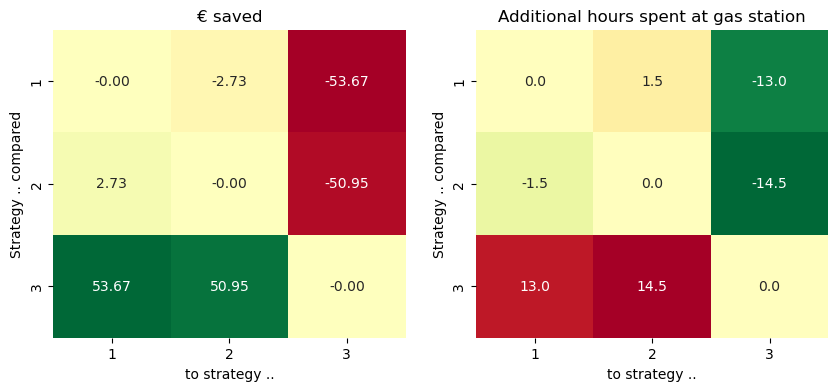 € saved
Strategy .. compared
1
-0.00 -2.73 -53.67
2
2.73 -0.00 -50.95
3
53.67 50.95 -0.00
1 2 3
to strategy ..
Additional hours spent at gas station
Strategy .. compared
1
0.0 1.5 -13.0
2
-1.5 0.0 -14.5
3
13.0 14.5 0.0
1 2 3
to strategy ..